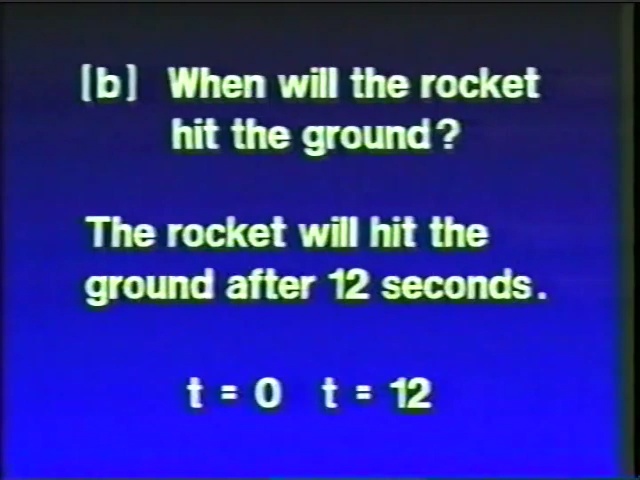 [b] When will the rocket
hit the ground?
The rocket will hit the
ground after 12 seconds.
t = 0 t = 12